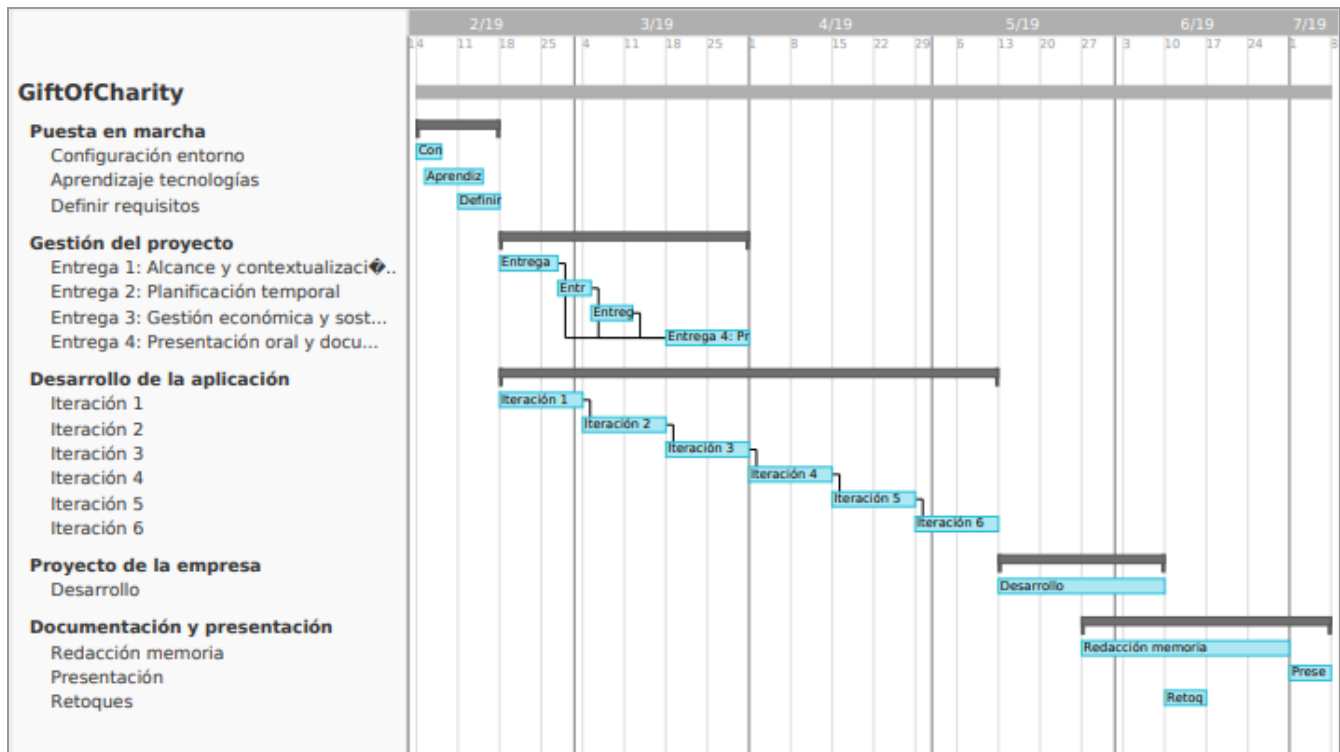 2/19 3/19 4/19 5/19 6/19 7/19
14 11 18 25 4 11 18 25 1 8 15 22 29 6 13 20 27 3 10 17 24 1 8
GiftOfCharity
Puesta en marcha
Configuración entorno Con
Aprendizaje tecnologías Aprendiz
Definir requisitos Definir
Gestión del proyecto
Entrega 1: Alcance y contextualizaci�.. Entrega
Entrega 2: Planificación temporal Entr
Entrega 3: Gestión económica y sost... Entreg
Entrega 4: Presentación oral y docu... Entrega 4: Pr
Desarrollo de la aplicación
Iteración 1 Iteración 1
Iteración 2 Iteración 2
Iteración 3 Iteración 3
Iteración 4 Iteración 4
Iteración 5 Iteración 5
Iteración 6 Iteración 6
Proyecto de la empresa
Desarrollo Desarrollo
Documentación y presentación
Redacción memoria Redacción memoria
Presentación Prese
Retoques Retoq